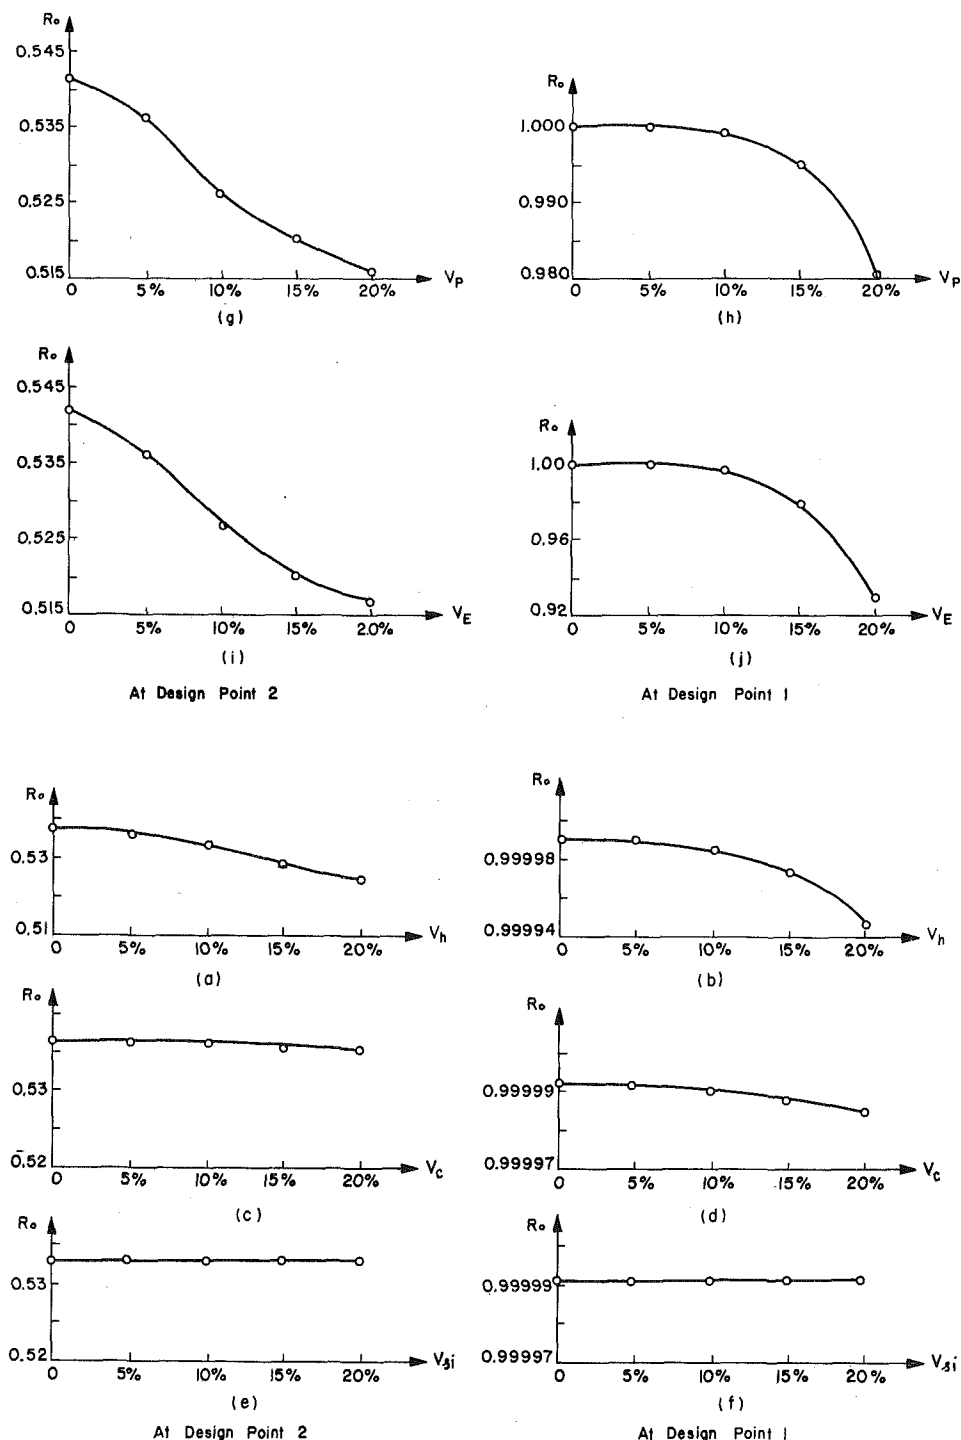 R₀
0.545
0.535
0.525
0.515
0 5% 10% 15% 20% V_P
(g)
R₀
1.000
0.990
0.980
0 5% 10% 15% 20% V_P
(h)
R₀
0.545
0.535
0.525
0.515
0 5% 10% 15% 2.0% V_E
(i)
R₀
1.00
0.96
0.92
0 5% 10% 15% 20% V_E
(j)
At Design Point 2
At Design Point 1
R₀
0.53
0.51
0 5% 10% 15% 20% V_h
(a)
R₀
0.99998
0.99994
0 5% 10% 15% 20% V_h
(b)
R₀
0.53
0.52
0 5% 10% 15% 20% V_c
(c)
R₀
0.99999
0.99997
0 5% 10% 15% 20% V_c
(d)
R₀
0.53
0.52
0 5% 10% 15% 20% V_βi
(e)
R₀
0.99999
0.99997
0 5% 10% 15% 20% V_βi
(f)
At Design Point 2
At Design Point 1